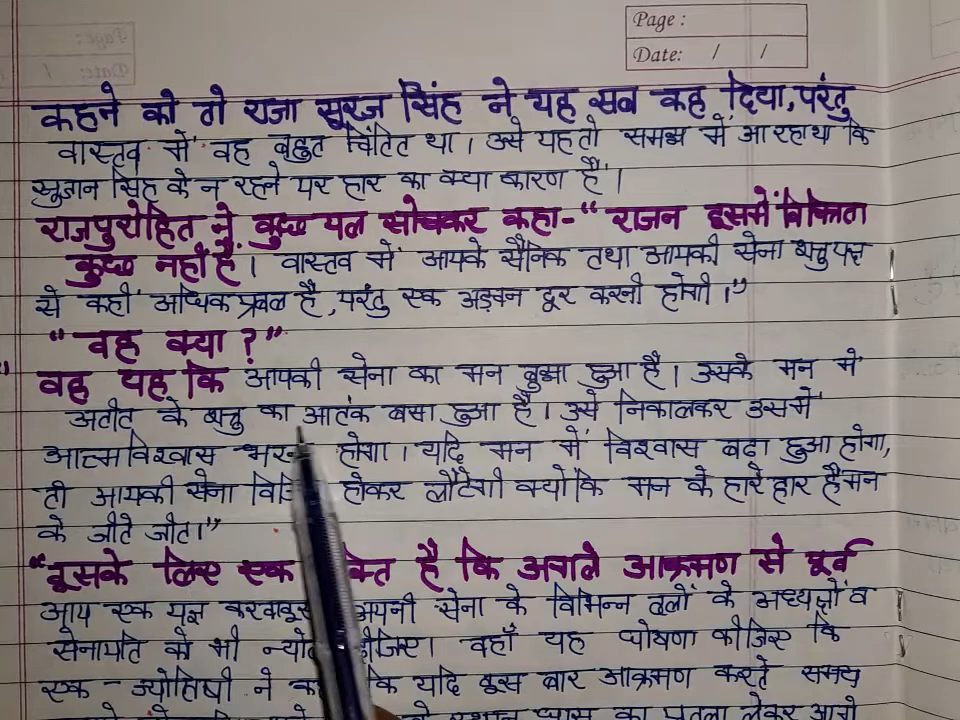 Page :
Date: / /
कहने को तो राजा सूरज सिंह ने यह सब कह दिया, परंतु
वास्तव में वह बहुत चिंतित था। उसे यह तो समझ में आ रहा था कि
सुजान सिंह के न रहने पर हार का क्या कारण है।
राजपुरोहित ने कुछ पल सोचकर कहा- “राजन इसमें विचित्रता
कुछ नहीं है। वास्तव में आपके सैनिक तथा आपकी सेना शत्रुपक्ष
से कहीं अधिक प्रबल है, परंतु एक अड़चन दूर करनी होगी।”
“वह क्या?”
वह यह कि आपकी सेना का मन बुझा हुआ है। उसके मन में
अतीत के शत्रु का आतंक बसा हुआ है। उसे निकालकर उसमें
आत्मविश्वास होगा। यदि मन में विश्वास बढ़ा हुआ होगा,
तो आपकी सेना होकर लौटेगी क्योंकि मन के हारे हार है मन
के जीते जीत।”
“इसके लिए एक है कि अगले आक्रमण से पूर्व
आप एक यज्ञ करवाइए अपनी सेना के विभिन्न दलों के अध्यक्षों व
सेनापति को भी दीजिए। वहाँ यह घोषणा कीजिए कि
एक ज्योतिषी ने कि यदि इस बार आक्रमण करते समय
घास का पुतला लेकर आगे